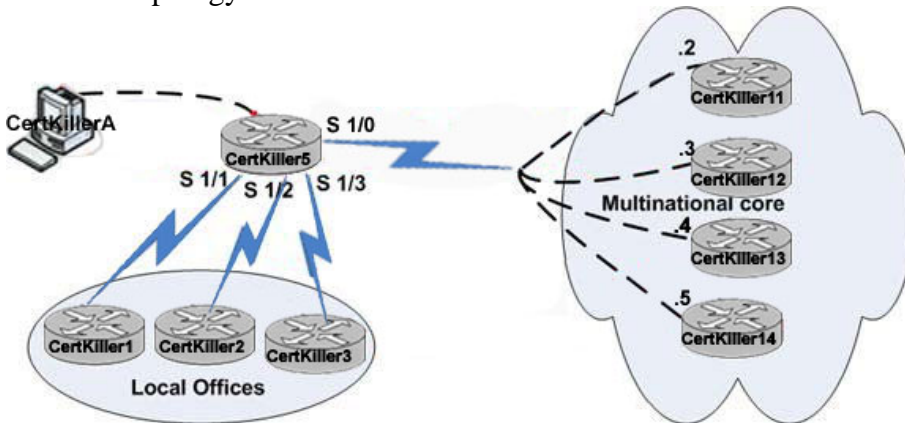 .2
CertKiller11
CertKillerA
S 1/0
CertKiller5
.3
CertKiller12
S 1/1
S 1/2
S 1/3
Multinational core
.4
CertKiller13
.5
CertKiller14
CertKiller1
CertKiller2
CertKiller3
Local Offices